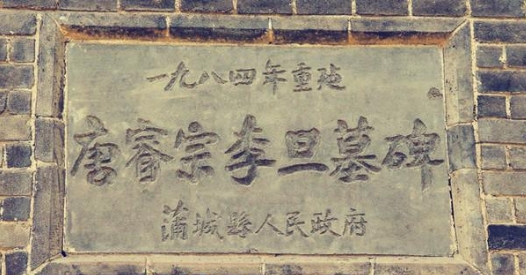 一九八四年重建
唐睿宗李旦墓碑
蒲城縣人民政府